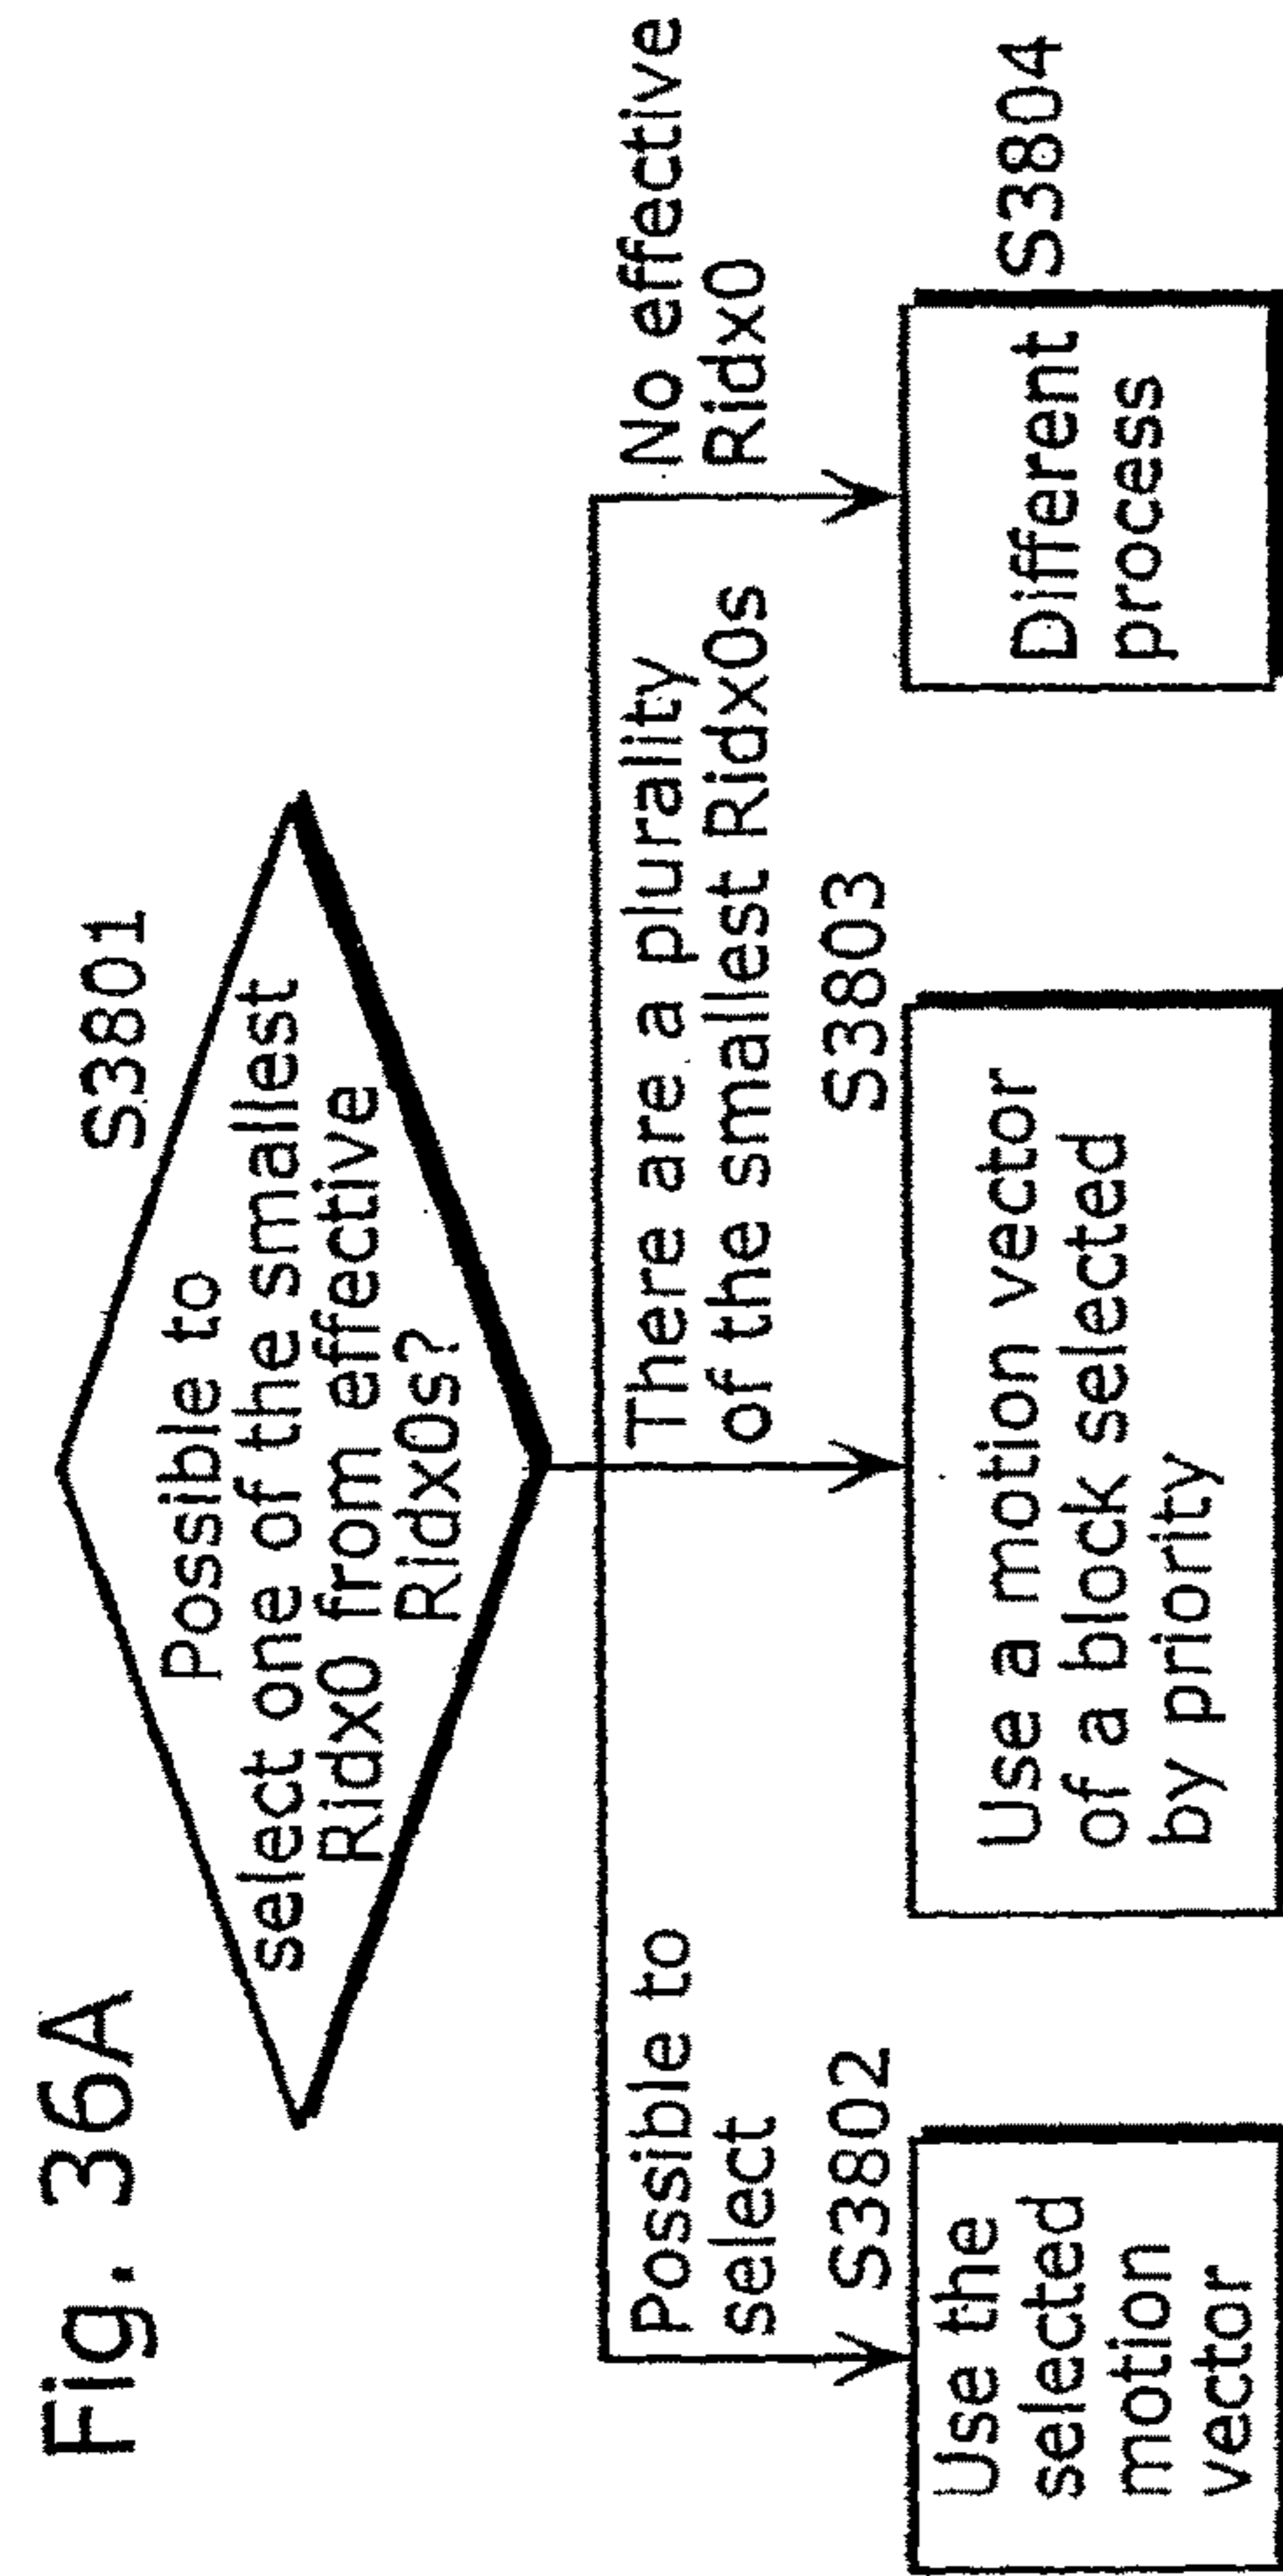 Fig. 36A
S3801
Possible to
select one of the smallest
Ridx0 from effective
Ridx0s?
Possible to
select
There are a plurality
of the smallest Ridx0s
No effective
Ridx0
S3802
Use the
selected
motion
vector
S3803
Use a motion vector
of a block selected
by priority
S3804
Different
process